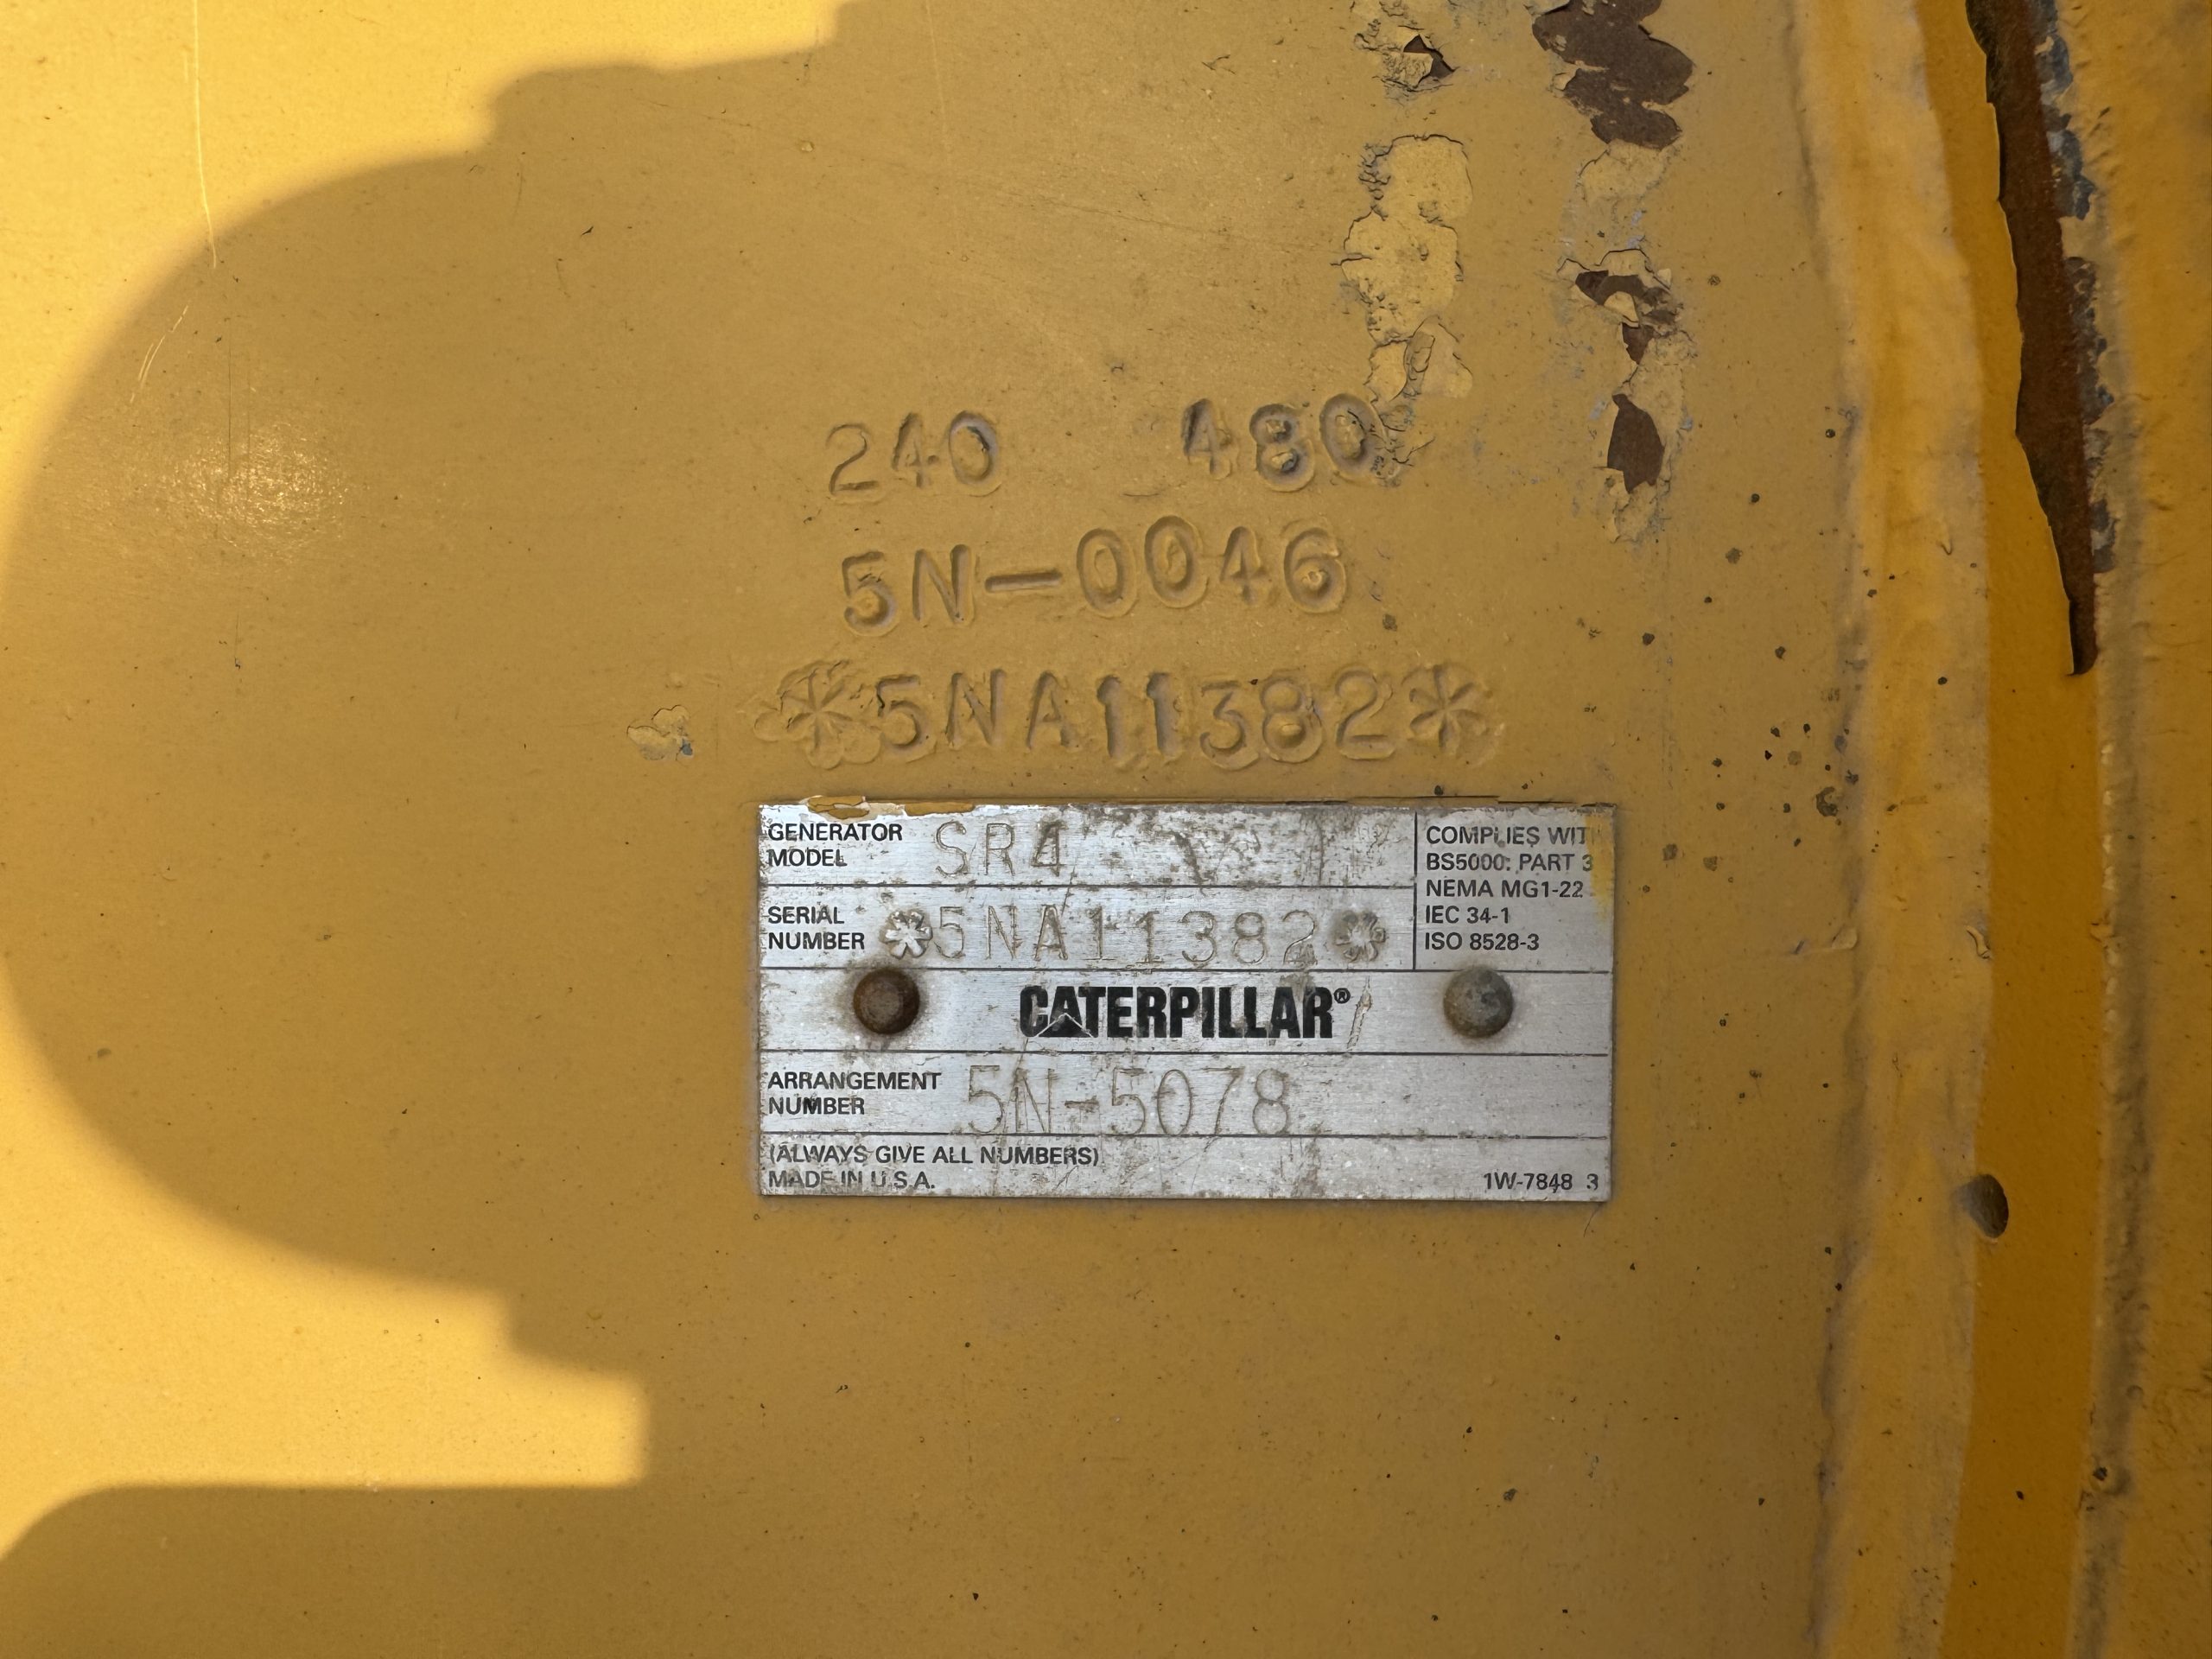 240 480
5N-0046
*5NA11382*
GENERATOR MODEL SR4
SERIAL NUMBER *5NA11382*
COMPLIES WITH
BS5000: PART 3
NEMA MG1-22
IEC 34-1
ISO 8528-3
CATERPILLAR®
ARRANGEMENT NUMBER 5N-5078
(ALWAYS GIVE ALL NUMBERS)
MADE IN U.S.A.
1W-7848 3